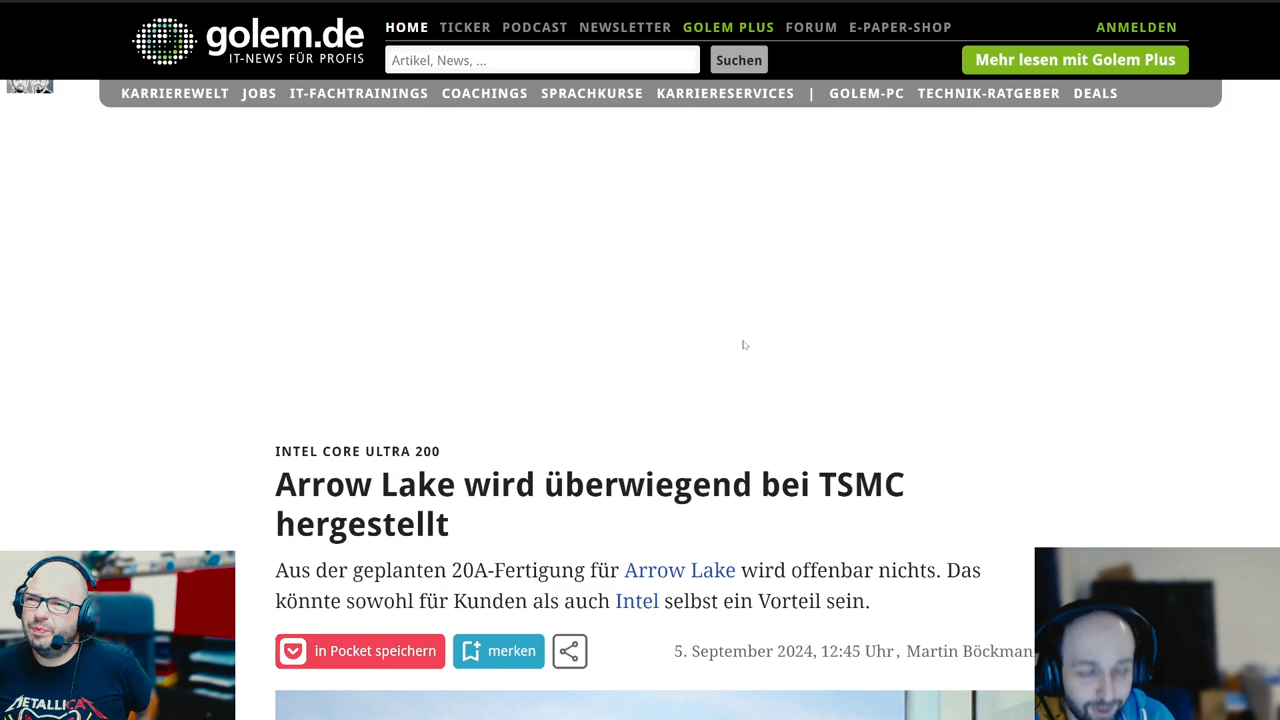 golem.de
IT-NEWS FÜR PROFIS
HOME TICKER PODCAST NEWSLETTER GOLEM PLUS FORUM E-PAPER-SHOP ANMELDEN
Artikel, News, ... Suchen Mehr lesen mit Golem Plus
KARRIEREWELT JOBS IT-FACHTRAININGS COACHINGS SPRACHKURSE KARRIERESERVICES | GOLEM-PC TECHNIK-RATGEBER DEALS
INTEL CORE ULTRA 200
Arrow Lake wird überwiegend bei TSMC
hergestellt
Aus der geplanten 20A-Fertigung für Arrow Lake wird offenbar nichts. Das
könnte sowohl für Kunden als auch Intel selbst ein Vorteil sein.
in Pocket speichern merken 5. September 2024, 12:45 Uhr, Martin Böckman
METALLICA